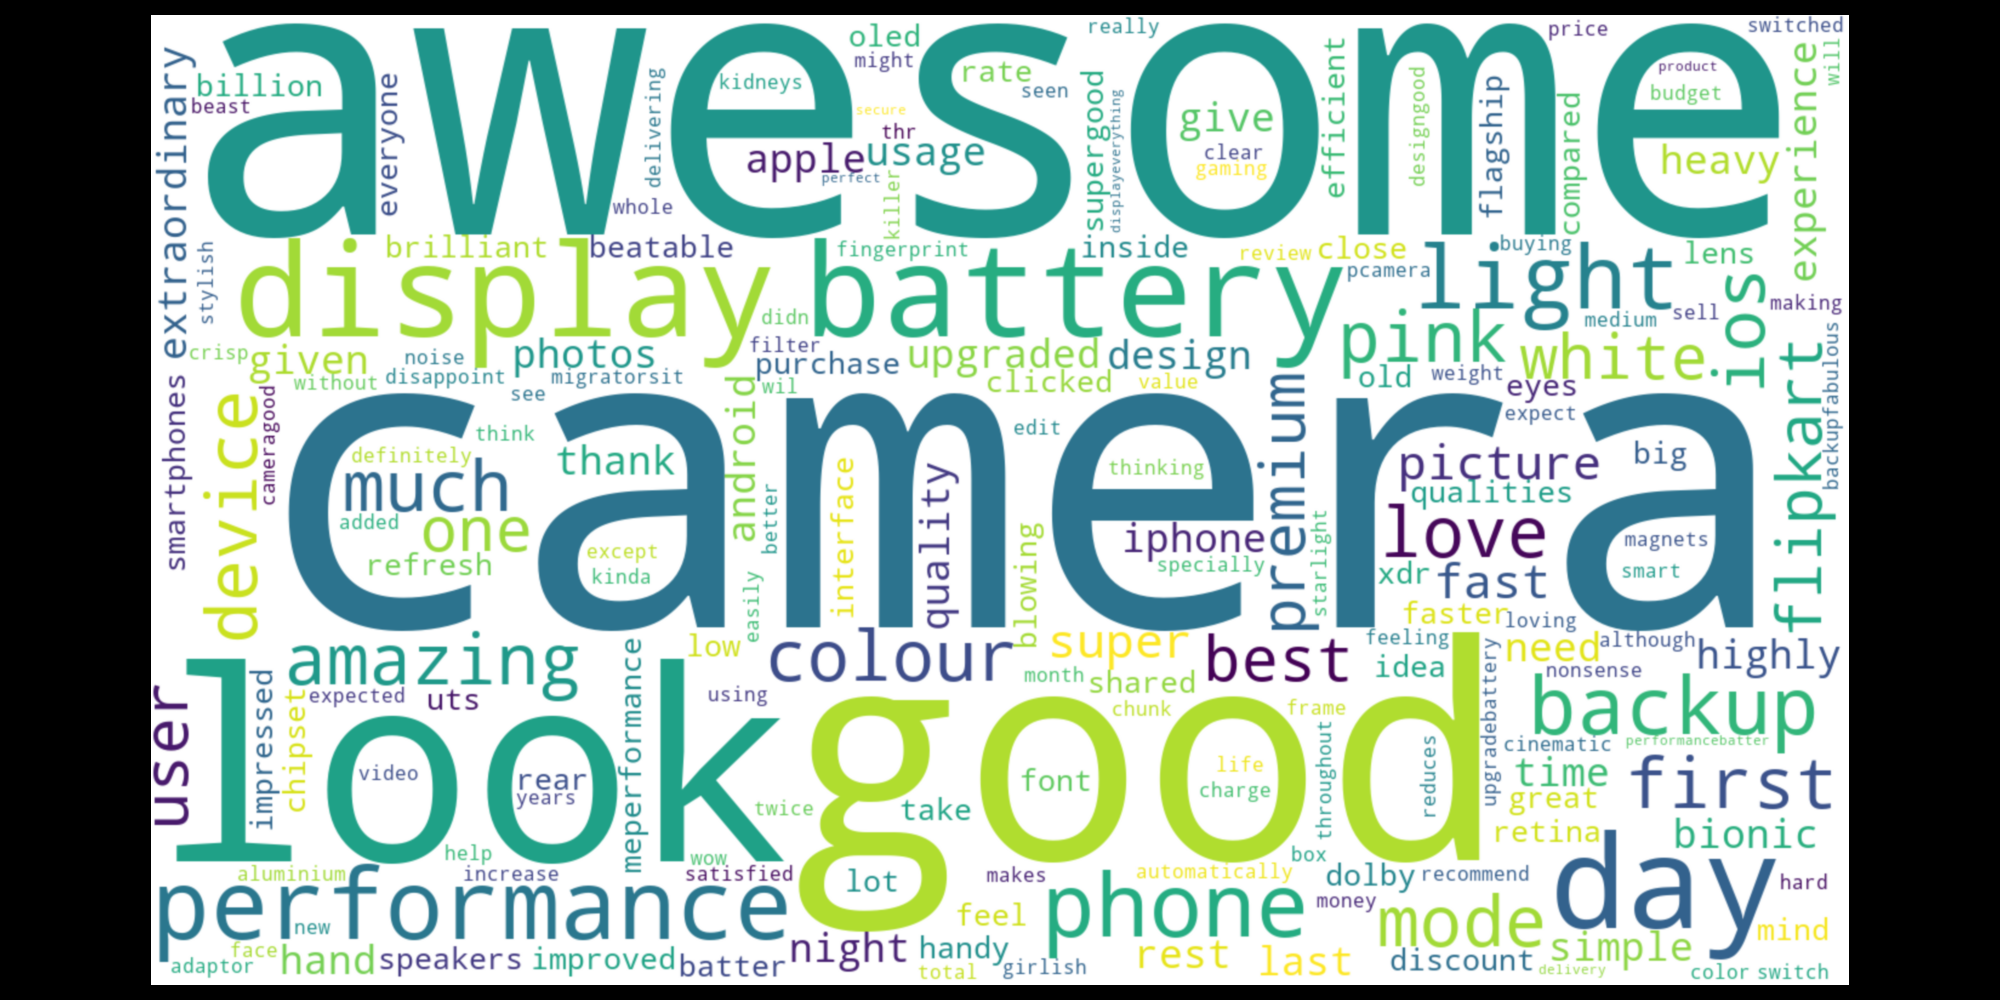 awesome
camera
look
good
display
battery
light
performance
phone
day
backup
first
pink
white
ios
flipkart
device
user
amazing
colour
super
best
love
much
one
premium
picture
fast
mode
experience
extraordinary
billion
beast
everyone
delivering
kidneys
oled
might
really
rate
seen
secure
thr
apple
usage
perfect
killer
whole
supergood
displayeverything
give
clear
gaming
efficient
designgood
flagship
price
compared
product
budget
heavy
switched
will
stylish
brilliant
beatable
fingerprint
inside
review
close
pcamera
buying
lens
making
sell
medium
didn
filter
crisp
given
noise
photos
purchase
upgraded
design
without
disappoint
migratorsit
see
wil
clicked
value
old
weight
eyes
expect
backupfabulous
smartphones
cameragood
think
definitely
thank
android
better
edit
thinking
big
qualities
added
refresh
except
kinda
interface
quality
blowing
iphone
specially
starlight
xdr
magnets
smart
easily
faster
loving
low
feeling
need
although
highly
nonsense
idea
shared
month
chunk
frame
impressed
chipset
expected
uts
meperformance
using
video
rear
years
twice
take
font
life
charge
throughout
reduces
upgradebattery
cinematic
performancebatter
time
great
retina
bionic
help
wow
aluminium
increase
satisfied
lot
makes
automatically
box
dolby
recommend
money
hard
mind
new
face
adaptor
hand
speakers
improved
batter
night
handy
feel
total
girlish
rest
last
discount
simple
delivery
color
switch